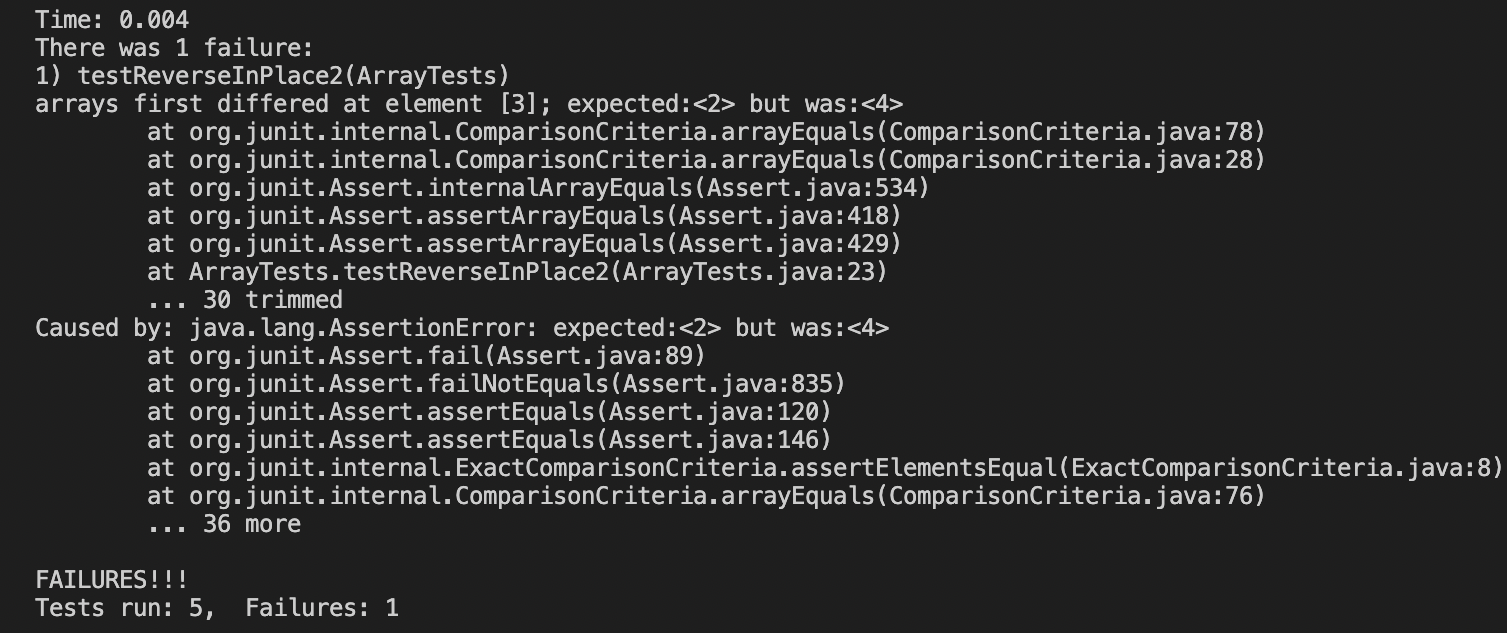 Time: 0.004
There was 1 failure:
1) testReverseInPlace2(ArrayTests)
arrays first differed at element [3]; expected:<2> but was:<4>
        at org.junit.internal.ComparisonCriteria.arrayEquals(ComparisonCriteria.java:78)
        at org.junit.internal.ComparisonCriteria.arrayEquals(ComparisonCriteria.java:28)
        at org.junit.Assert.internalArrayEquals(Assert.java:534)
        at org.junit.Assert.assertArrayEquals(Assert.java:418)
        at org.junit.Assert.assertArrayEquals(Assert.java:429)
        at ArrayTests.testReverseInPlace2(ArrayTests.java:23)
        ... 30 trimmed
Caused by: java.lang.AssertionError: expected:<2> but was:<4>
        at org.junit.Assert.fail(Assert.java:89)
        at org.junit.Assert.failNotEquals(Assert.java:835)
        at org.junit.Assert.assertEquals(Assert.java:120)
        at org.junit.Assert.assertEquals(Assert.java:146)
        at org.junit.internal.ExactComparisonCriteria.assertElementsEqual(ExactComparisonCriteria.java:8)
        at org.junit.internal.ComparisonCriteria.arrayEquals(ComparisonCriteria.java:76)
        ... 36 more

FAILURES!!!
Tests run: 5,  Failures: 1